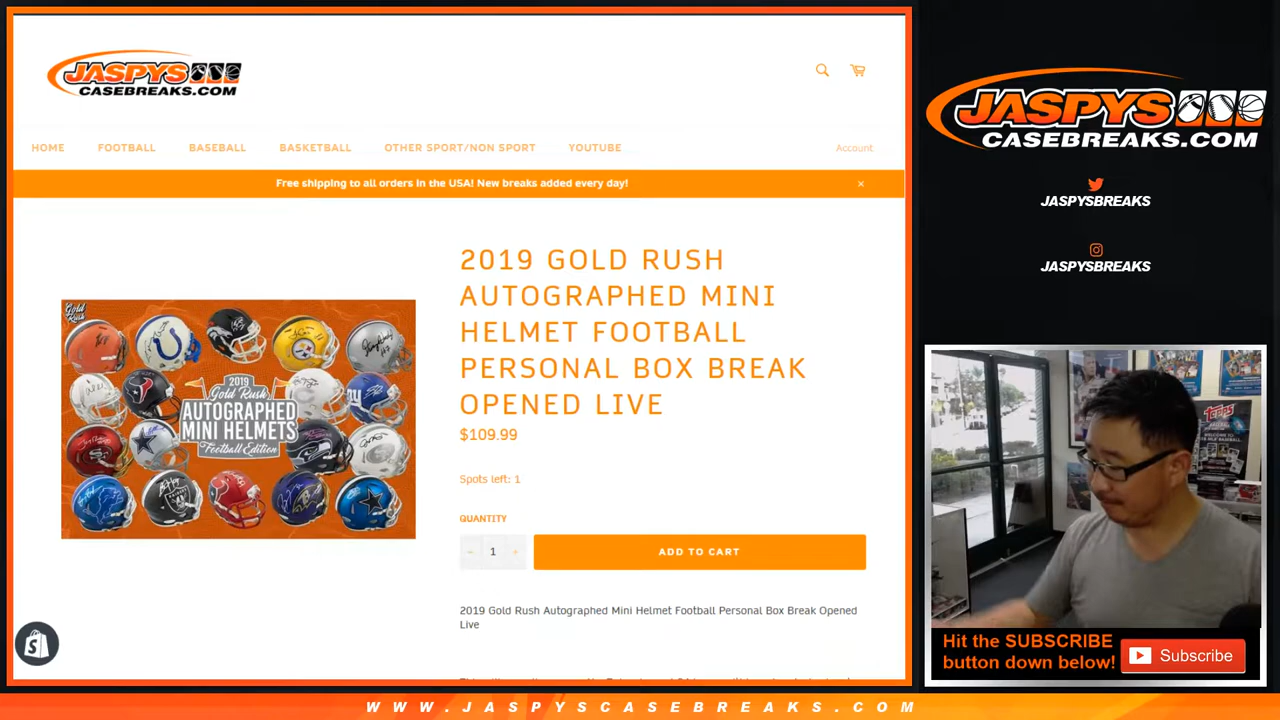 JASPYS
CASEBREAKS.COM
HOME
FOOTBALL
BASEBALL
BASKETBALL
OTHER SPORT/NON SPORT
YOUTUBE
Account
Free shipping to all orders in the USA! New breaks added every day!
Gold
Rush
2019
Gold Rush
AUTOGRAPHED
MINI HELMETS
Football Edition
2019 GOLD RUSH
AUTOGRAPHED MINI
HELMET FOOTBALL
PERSONAL BOX BREAK
OPENED LIVE
$109.99
Spots left: 1
QUANTITY
1
ADD TO CART
2019 Gold Rush Autographed Mini Helmet Football Personal Box Break Opened
Live
JASPYS
CASEBREAKS.COM
JASPYSBREAKS
JASPYSBREAKS
TOPPS
Hit the SUBSCRIBE
button down below!
Subscribe
WWW.JASPYSCASEBREAKS.COM